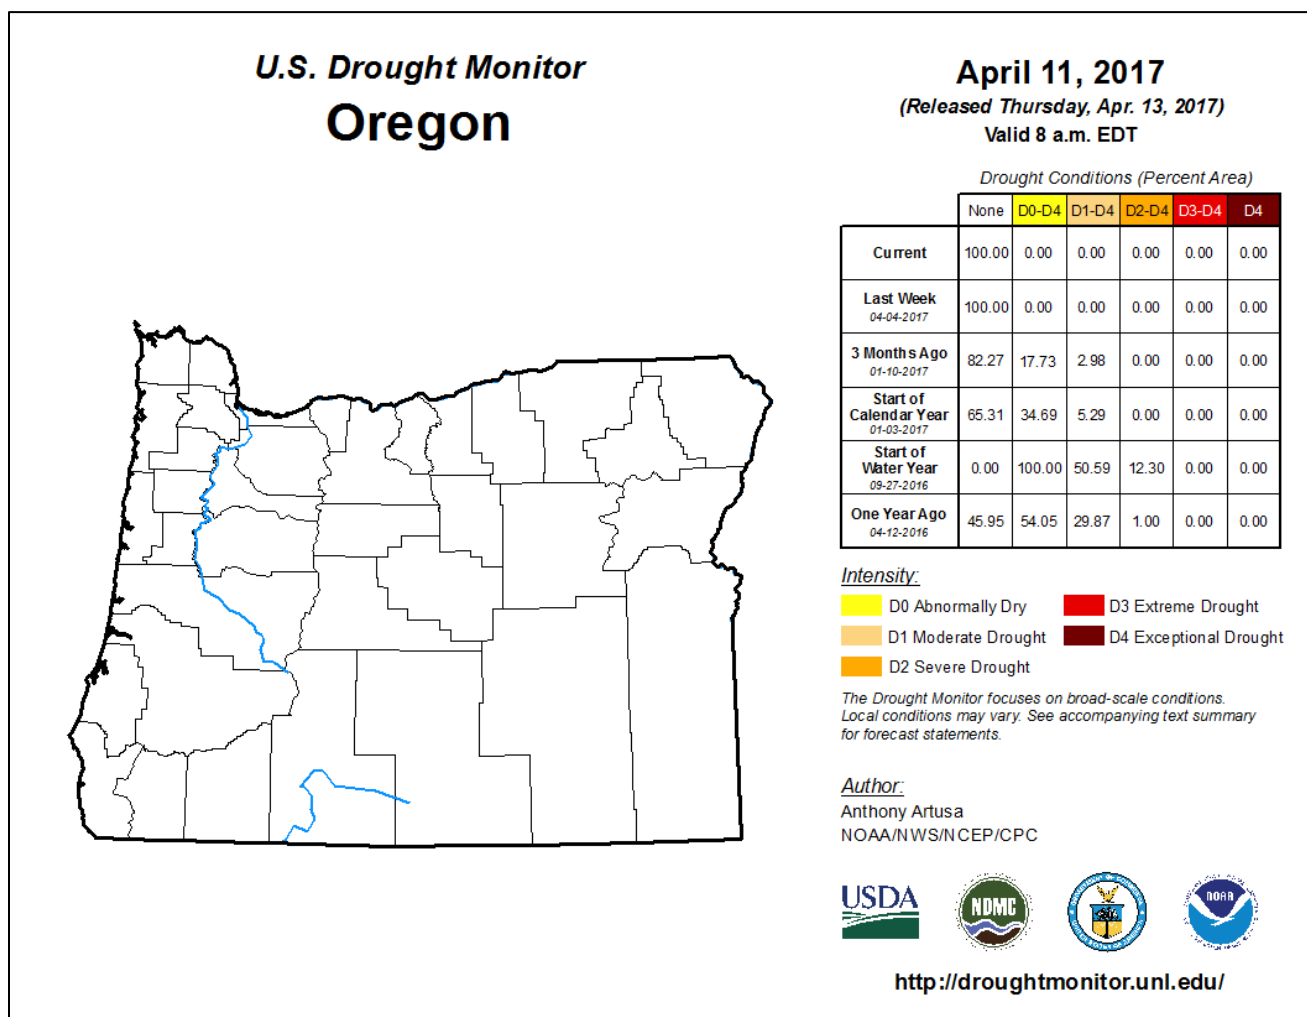 U.S. Drought Monitor
Oregon
April 11, 2017
(Released Thursday, Apr. 13, 2017)
Valid 8 a.m. EDT
Drought Conditions (Percent Area)
None D0-D4 D1-D4 D2-D4 D3-D4 D4
Current 100.00 0.00 0.00 0.00 0.00 0.00
Last Week
04-04-2017
100.00 0.00 0.00 0.00 0.00 0.00
3 Months Ago
01-10-2017
82.27 17.73 2.98 0.00 0.00 0.00
Start of
Calendar Year
01-03-2017
65.31 34.69 5.29 0.00 0.00 0.00
Start of
Water Year
09-27-2016
0.00 100.00 50.59 12.30 0.00 0.00
One Year Ago
04-12-2016
45.95 54.05 29.87 1.00 0.00 0.00
Intensity:
D0 Abnormally Dry
D1 Moderate Drought
D2 Severe Drought
D3 Extreme Drought
D4 Exceptional Drought
The Drought Monitor focuses on broad-scale conditions.
Local conditions may vary. See accompanying text summary
for forecast statements.
Author:
Anthony Artusa
NOAA/NWS/NCEP/CPC
USDA
NDMC
NOAA
http://droughtmonitor.unl.edu/